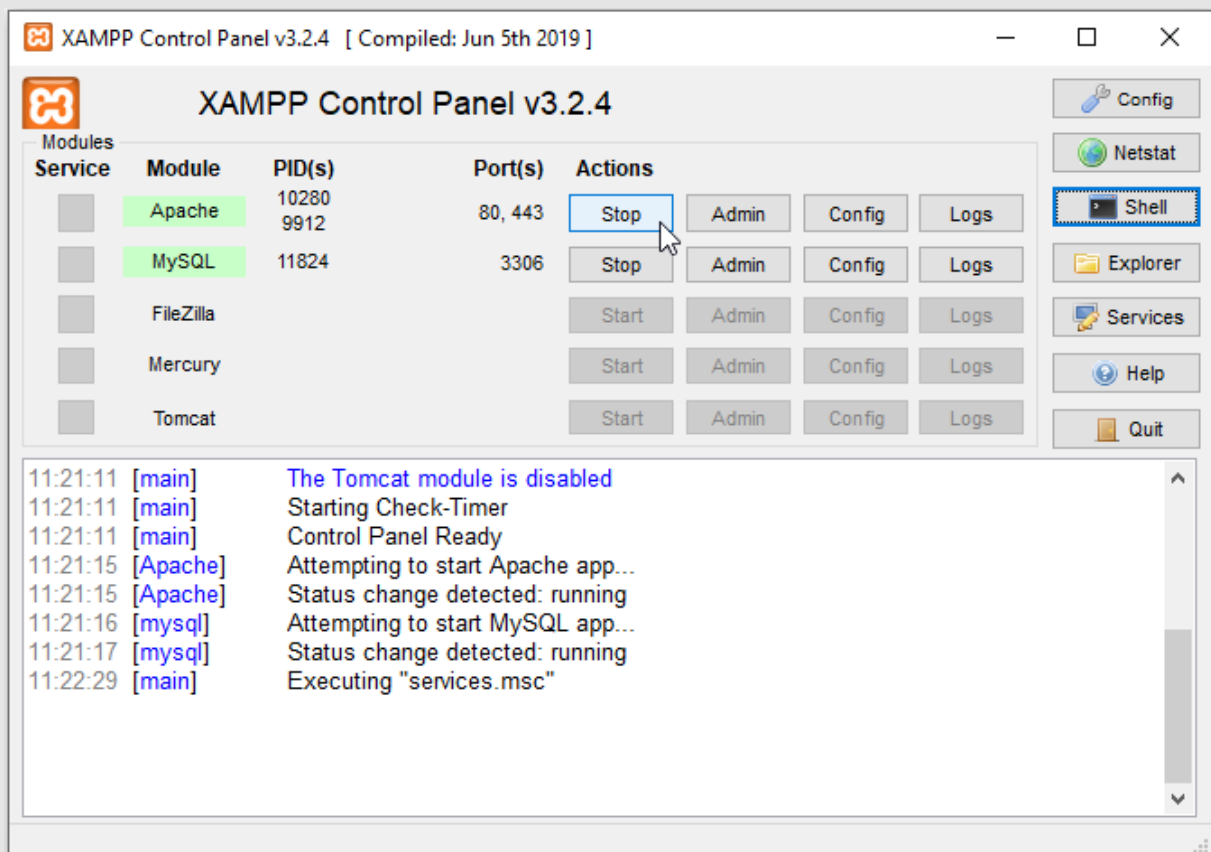 XAMPP Control Panel v3.2.4 [ Compiled: Jun 5th 2019 ]
XAMPP Control Panel v3.2.4
Config
Modules
Netstat
Service Module PID(s) Port(s) Actions
Apache 10280 9912 80, 443 Stop Admin Config Logs
Shell
MySQL 11824 3306 Stop Admin Config Logs
Explorer
FileZilla Start Admin Config Logs
Services
Mercury Start Admin Config Logs
Help
Tomcat Start Admin Config Logs
Quit
11:21:11 [main] The Tomcat module is disabled
11:21:11 [main] Starting Check-Timer
11:21:11 [main] Control Panel Ready
11:21:15 [Apache] Attempting to start Apache app...
11:21:15 [Apache] Status change detected: running
11:21:16 [mysql] Attempting to start MySQL app...
11:21:17 [mysql] Status change detected: running
11:22:29 [main] Executing "services.msc"